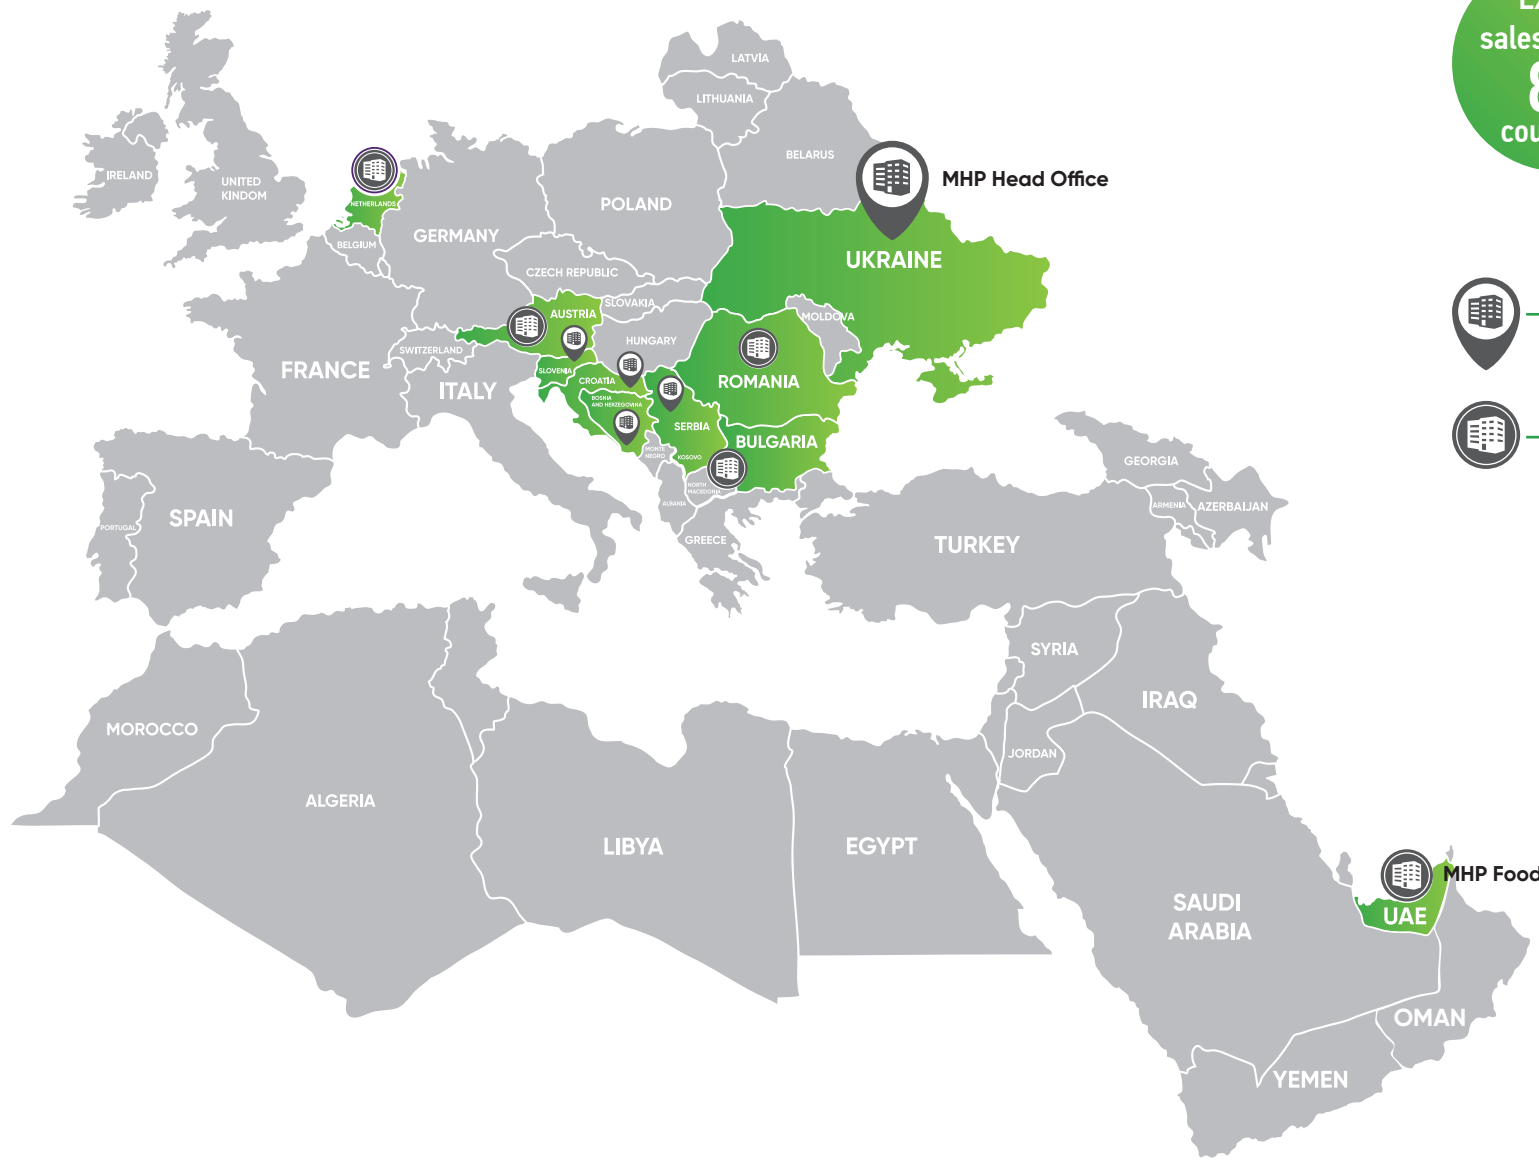 sales
cou
LATVIA
LITHUANIA
BELARUS
MHP Head Office
IRELAND
UNITED
KINDOM
NETHERLANDS
POLAND
BELGIUM
GERMANY
UKRAINE
CZECH REPUBLIC
SLOVAKIA
AUSTRIA
MOLDOVA
HUNGARY
SWITZERLAND
FRANCE
SLOVENIA
CROATIA
ROMANIA
ITALY
BOSNIA
AND HERZEGOVINA
SERBIA
BULGARIA
MONTE
NEGRO
KOSOVO
GEORGIA
NORTH
MACEDONIA
ALBANIA
ARMENIA
AZERBAIJAN
SPAIN
PORTUGAL
GREECE
TURKEY
SYRIA
IRAQ
MOROCCO
JORDAN
ALGERIA
LIBYA
EGYPT
MHP Food
SAUDI
ARABIA
UAE
OMAN
YEMEN